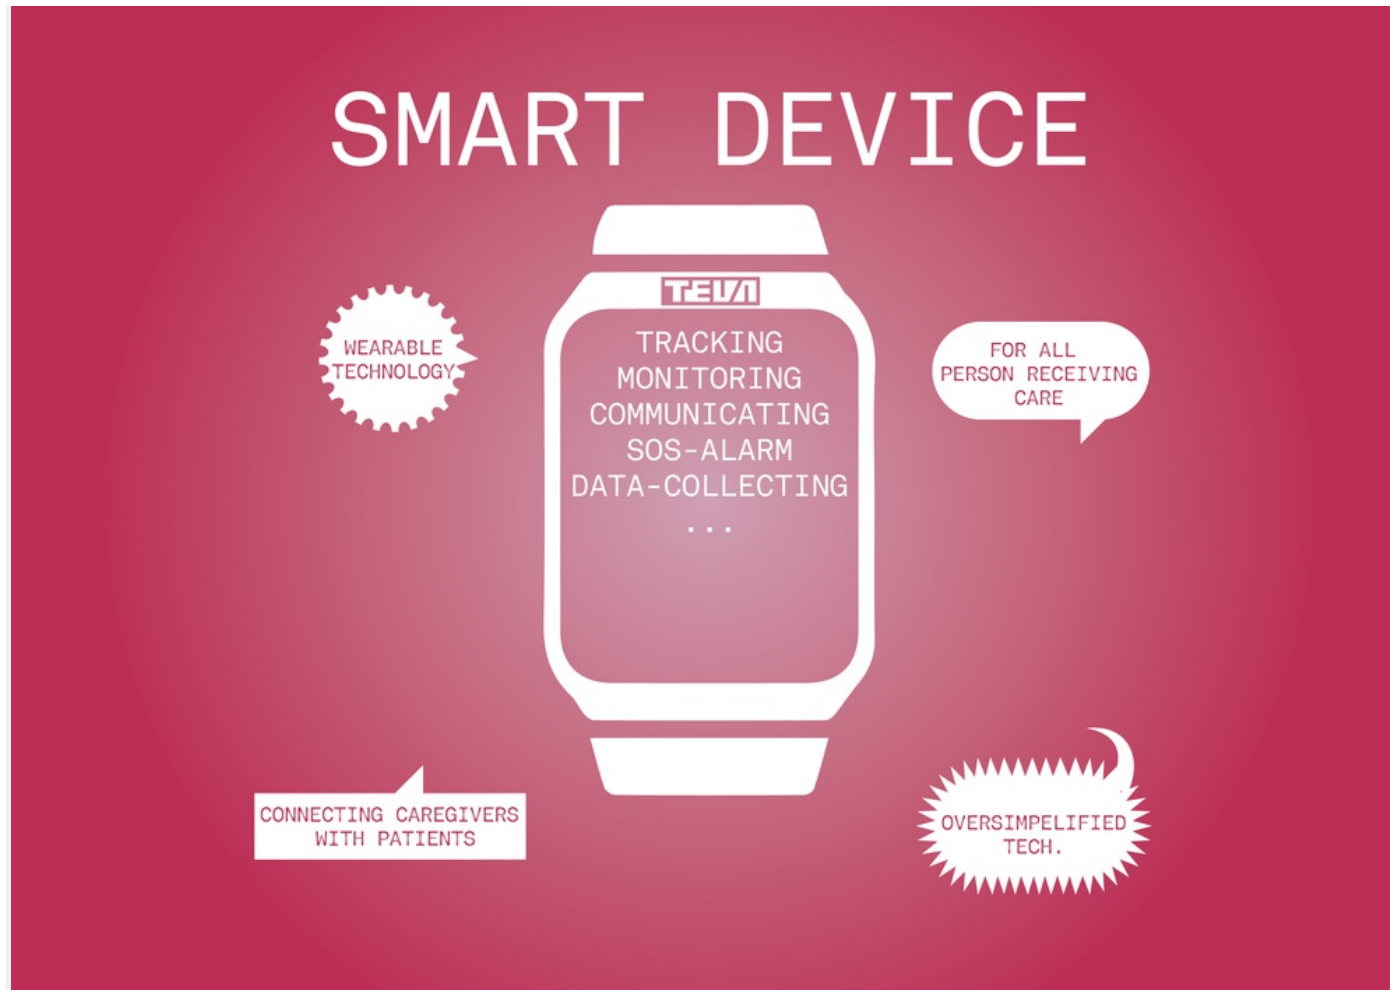 SMART DEVICE
TEVA
TRACKING
MONITORING
COMMUNICATING
SOS-ALARM
DATA-COLLECTING
...
WEARABLE
TECHNOLOGY
FOR ALL
PERSON RECEIVING
CARE
CONNECTING CAREGIVERS
WITH PATIENTS
OVERSIMPELIFIED
TECH.